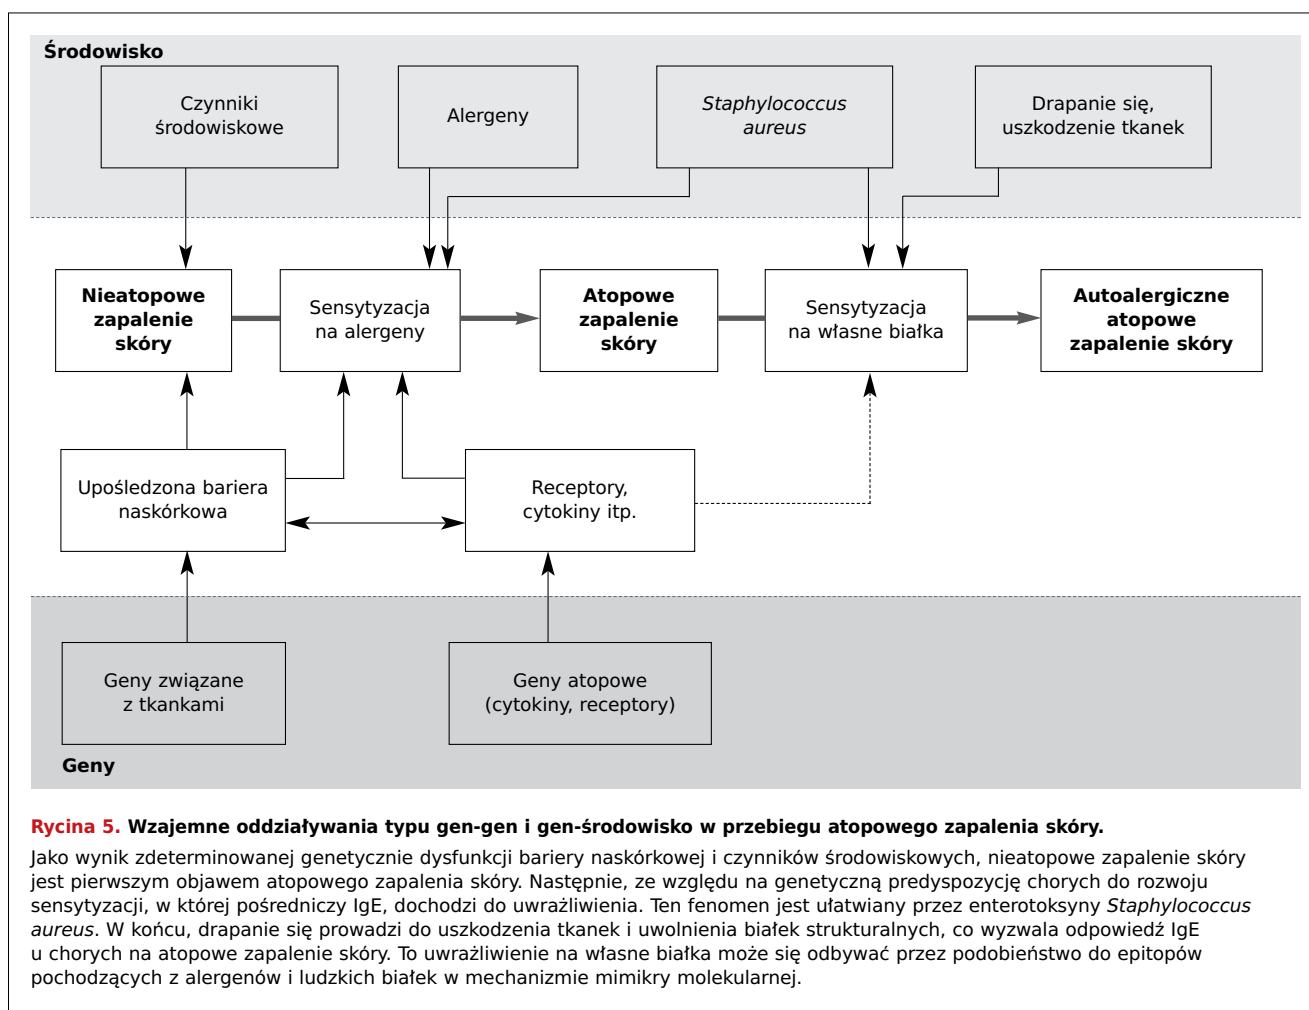 Środowisko
Czynniki
środowiskowe
Alergeny
Staphylococcus
aureus
Drapanie się,
uszkodzenie tkanek
Nieatopowe
zapalenie
skóry
Sensytyzacja
na alergeny
Atopowe
zapalenie
skóry
Sensytyzacja
na własne białka
Autoalergiczne
atopowe
zapalenie skóry
Upośledzona bariera
naskórkowa
Receptory,
cytokiny itp.
Geny związane
z tkankami
Geny atopowe
(cytokiny, receptory)
Geny
Rycina 5. Wzajemne oddziaływania typu gen-gen i gen-środowisko w przebiegu atopowego zapalenia skóry.
Jako wynik zdeterminowanej genetycznie dysfunkcji bariery naskórkowej i czynników środowiskowych, nieatopowe zapalenie skóry
jest pierwszym objawem atopowego zapalenia skóry. Następnie, ze względu na genetyczną predyspozycję chorych do rozwoju
sensytyzacji, w której pośredniczy IgE, dochodzi do uwrażliwienia. Ten fenomen jest ułatwiany przez enterotoksyny Staphylococcus
aureus. W końcu, drapanie się prowadzi do uszkodzenia tkanek i uwolnienia białek strukturalnych, co wyzwala odpowiedź IgE
u chorych na atopowe zapalenie skóry. To uwrażliwienie na własne białka może się odbywać przez podobieństwo do epitopów
pochodzących z alergenów i ludzkich białek w mechanizmie mimikry molekularnej.